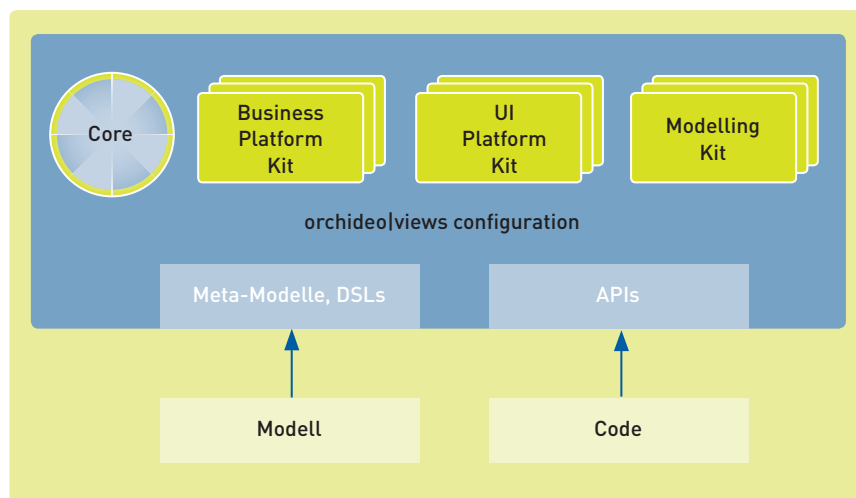 Core
Business
Platform
Kit
UI
Platform
Kit
Modelling
Kit
orchideo|views configuration
Meta-Modelle, DSLs
APIs
Modell
Code